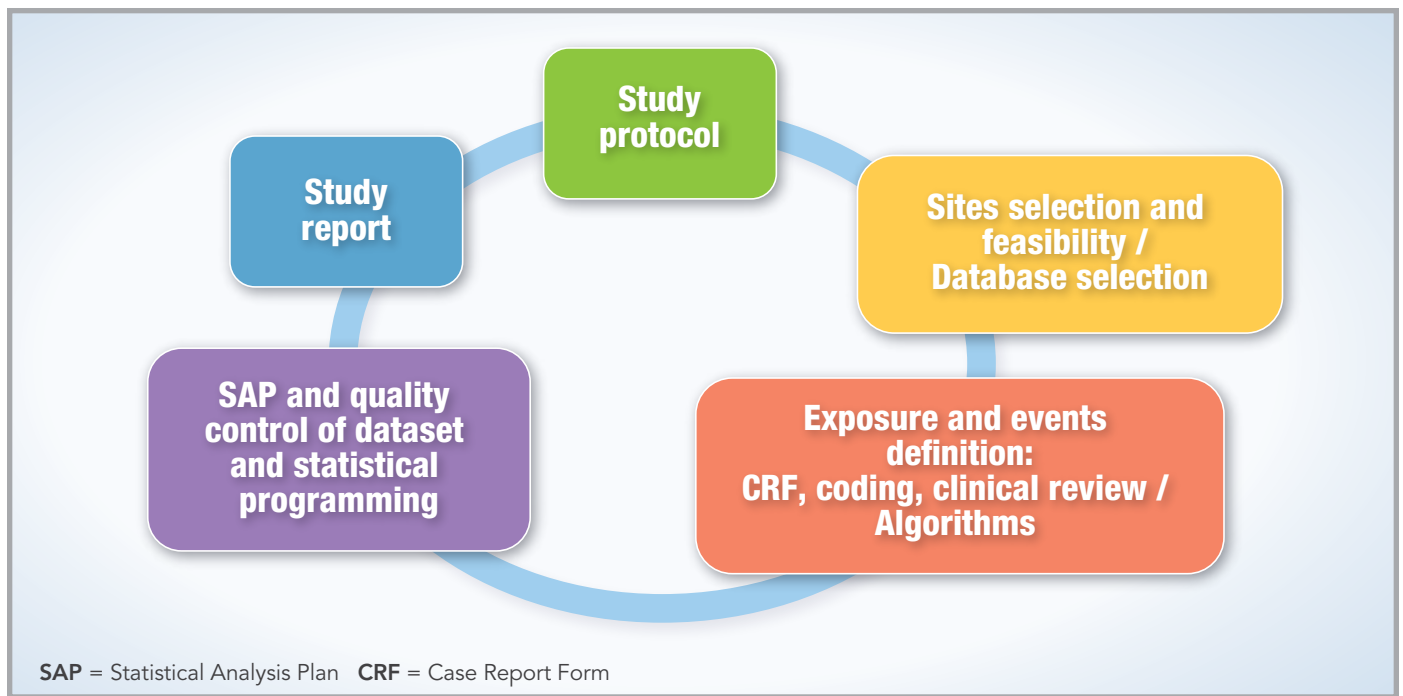 Study
protocol
Sites selection and
feasibility /
Database selection
Exposure and events
definition:
CRF, coding, clinical review /
Algorithms
SAP and quality
control of dataset
and statistical
programming
Study
report
SAP = Statistical Analysis Plan CRF = Case Report Form